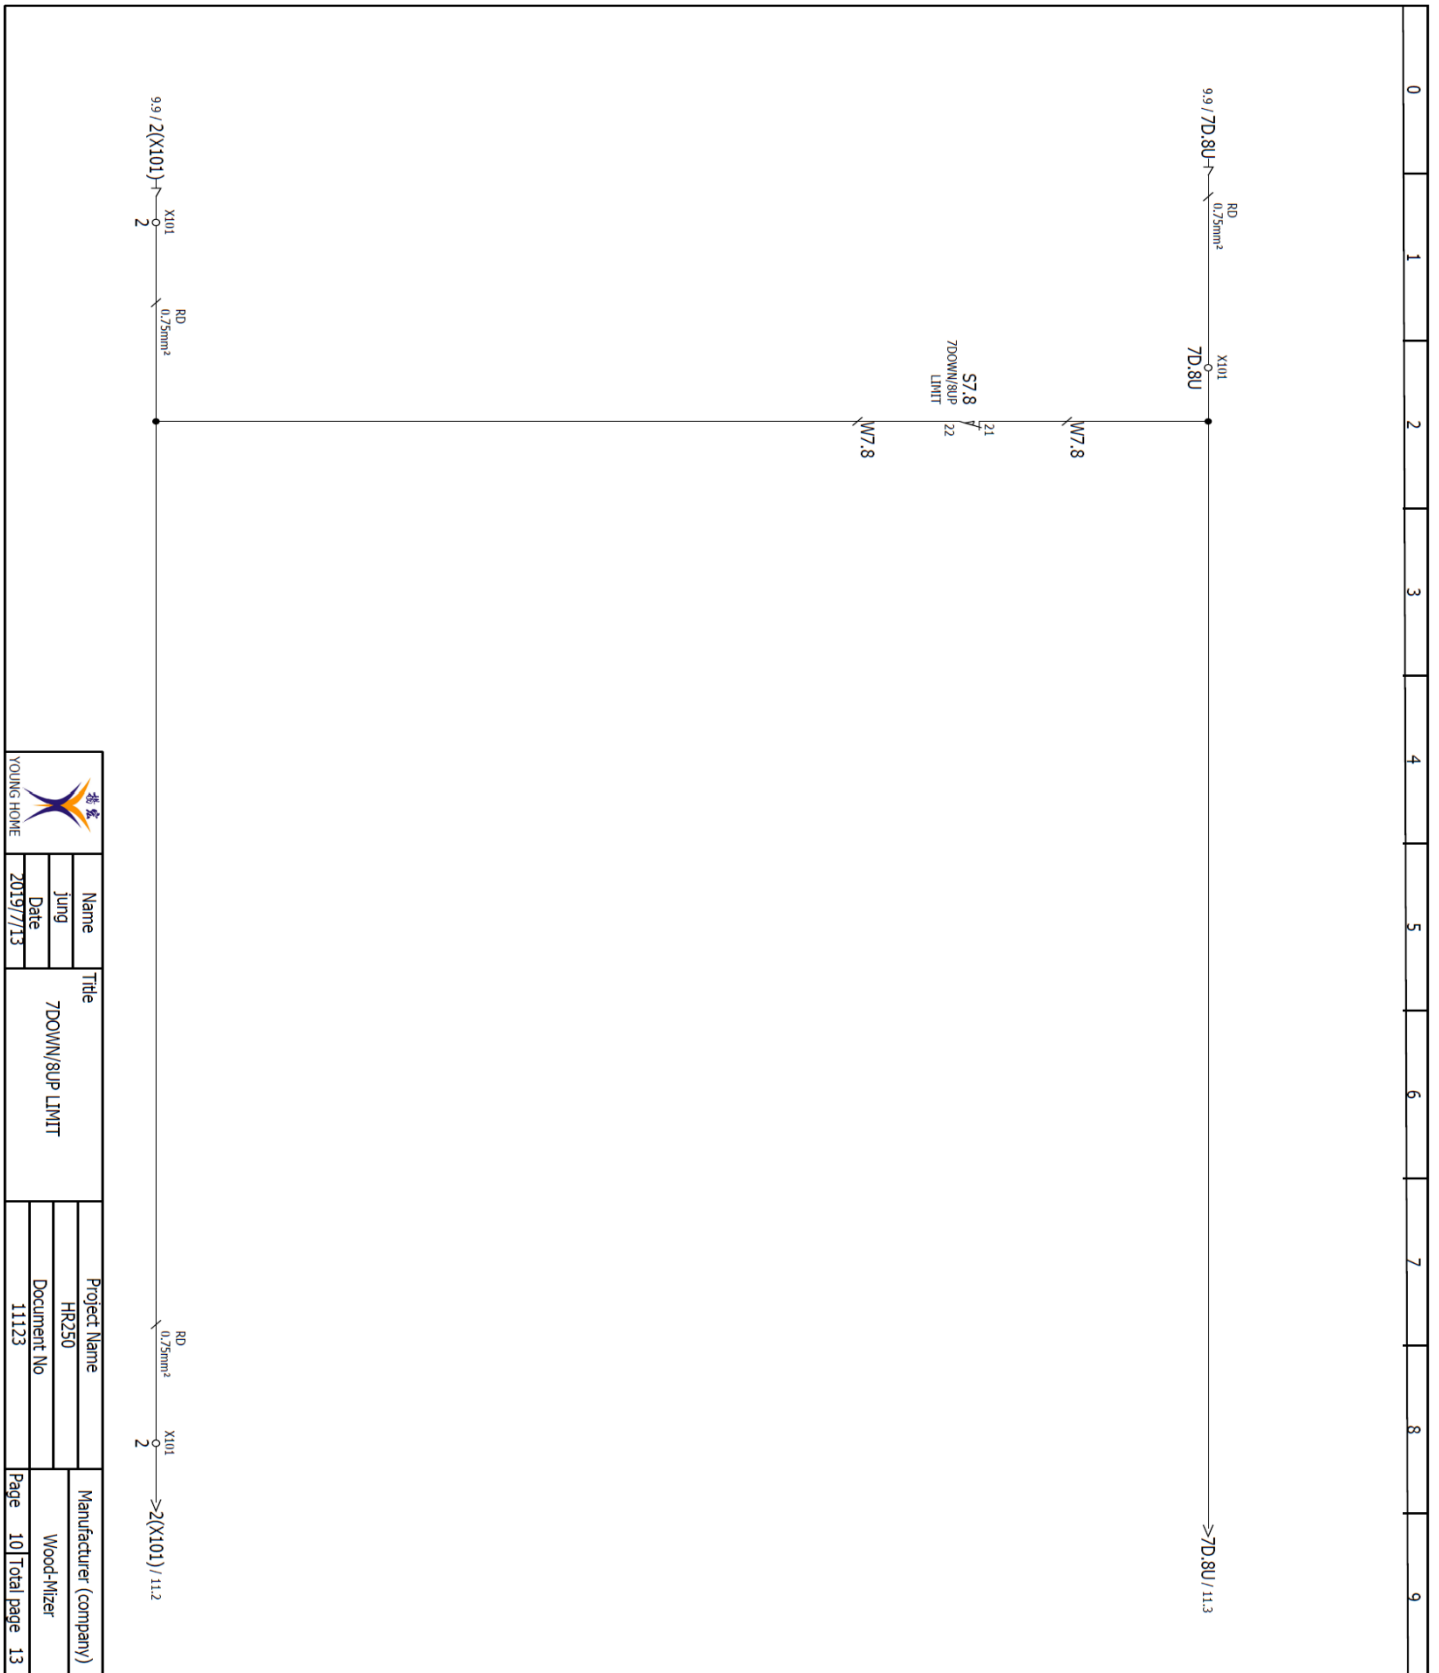 0
1
2
3
4
5
6
7
8
9
9.9 / 7D.8U
RD
0.75mm²
X101
7D.8U
7D.8U / 11.3
W7.8
S7.8
7DOWN/8UP
LIMIT
21
22
W7.8
9.9 / 2(X101)
X101
2
RD
0.75mm²
RD
0.75mm²
X101
2
2(X101) / 11.2
YOUNG HOME
Name
jung
Date
2019/7/13
Title
7DOWN/8UP LIMIT
Project Name
HR250
Document No
11123
Manufacturer (company)
Wood-Mizer
Page 10 Total page 13